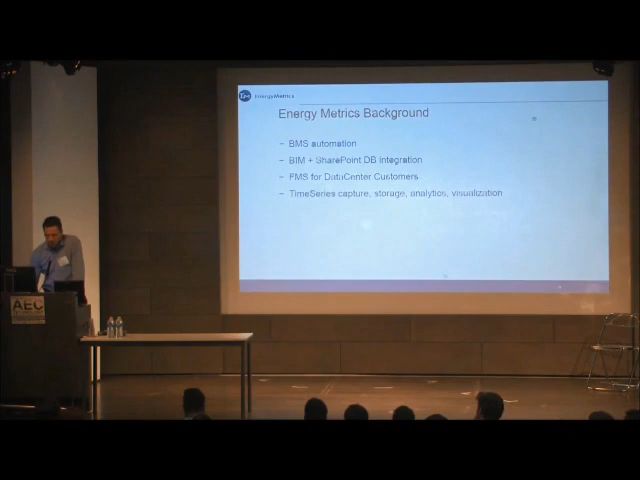 EnergyMetrics
Energy Metrics Background
– BMS automation
– BIM + SharePoint DB Integration
– FMS for DataCenter Customers
– TimeSeries capture, storage, analytics, visualization
AEC